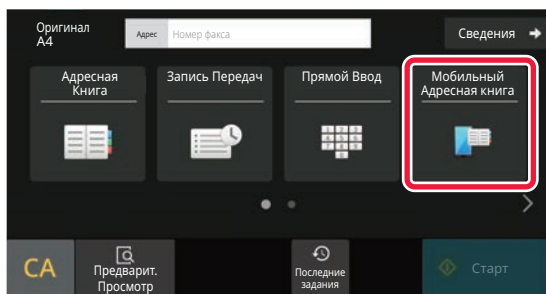 Оригинал
A4
Адрес
Номер факса
Сведения
Адресная
Книга
Запись Передач
Прямой Ввод
Мобильный
Адресная книга
CA
Предварит.
Просмотр
Последние
задания
Старт